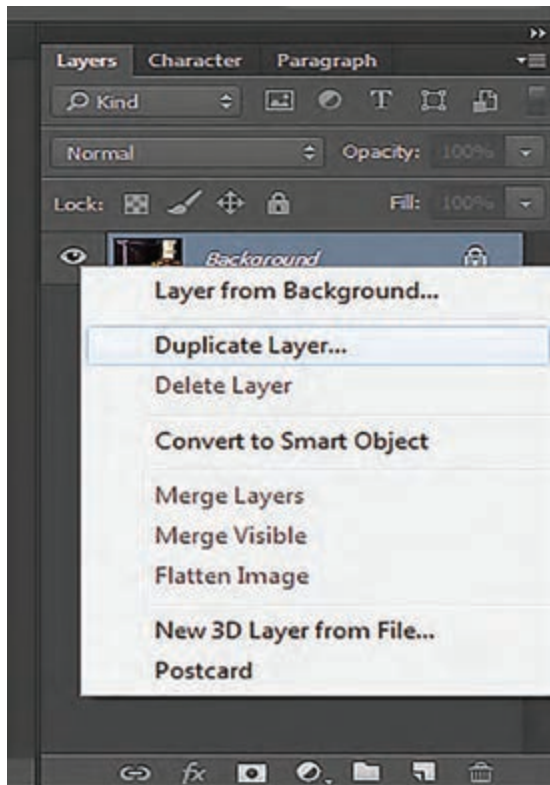 Layers Character Paragraph
Kind
Normal Opacity: 100%
Lock: Fill: 100%
Background
Layer from Background...
Duplicate Layer...
Delete Layer
Convert to Smart Object
Merge Layers
Merge Visible
Flatten Image
New 3D Layer from File...
Postcard
fx